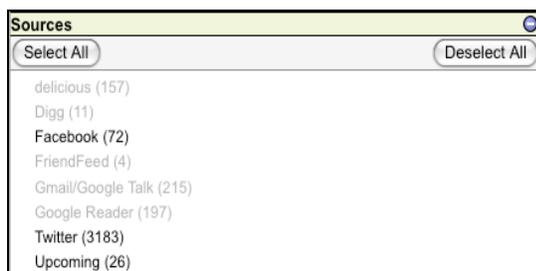 Sources
Select All Deselect All
delicious (157)
Digg (11)
Facebook (72)
FriendFeed (4)
Gmail/Google Talk (215)
Google Reader (197)
Twitter (3183)
Upcoming (26)